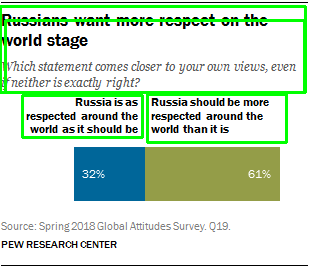 Russians want more respect on the
world stage
Which statement comes closer to your own views, even
if neither is exactly right?
Russia is as
respected around the
world as it should be
Russia should be more
respected around the
world than it is
32%
61%
Source: Spring 2018 Global Attitudes Survey. Q19.
PEW RESEARCH CENTER